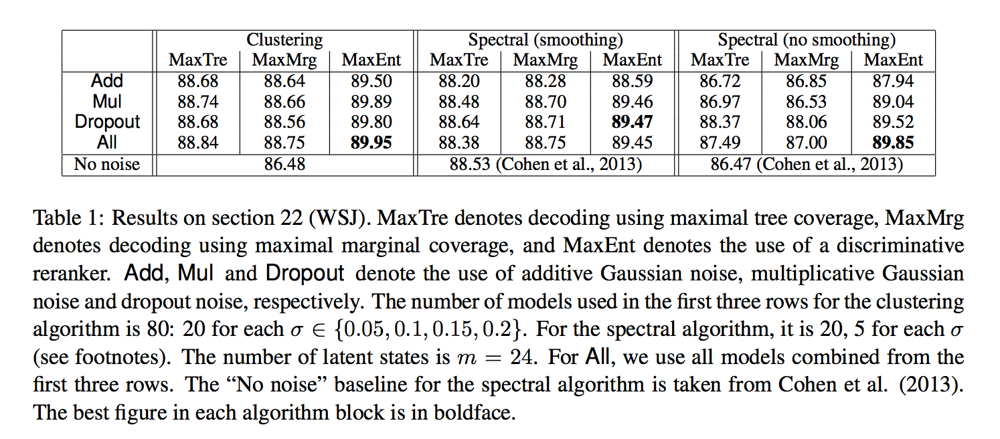 Clustering Spectral (smoothing) Spectral (no smoothing)
MaxTre MaxMrg MaxEnt MaxTre MaxMrg MaxEnt MaxTre MaxMrg MaxEnt
Add 88.68 88.64 89.50 88.20 88.28 88.59 86.72 86.85 87.94
Mul 88.74 88.66 89.89 88.48 88.70 89.46 86.97 86.53 89.04
Dropout 88.68 88.56 89.80 88.64 88.71 89.47 88.37 88.06 89.52
All 88.84 88.75 89.95 88.38 88.75 89.45 87.49 87.00 89.85
No noise 86.48 88.53 (Cohen et al., 2013) 86.47 (Cohen et al., 2013)
Table 1: Results on section 22 (WSJ). MaxTre denotes decoding using maximal tree coverage, MaxMrg
denotes decoding using maximal marginal coverage, and MaxEnt denotes the use of a discriminative
reranker. Add, Mul and Dropout denote the use of additive Gaussian noise, multiplicative Gaussian
noise and dropout noise, respectively. The number of models used in the first three rows for the clustering
algorithm is 80: 20 for each σ ∈ {0.05, 0.1, 0.15, 0.2}. For the spectral algorithm, it is 20, 5 for each σ
(see footnotes). The number of latent states is m = 24. For All, we use all models combined from the
first three rows. The “No noise” baseline for the spectral algorithm is taken from Cohen et al. (2013).
The best figure in each algorithm block is in boldface.